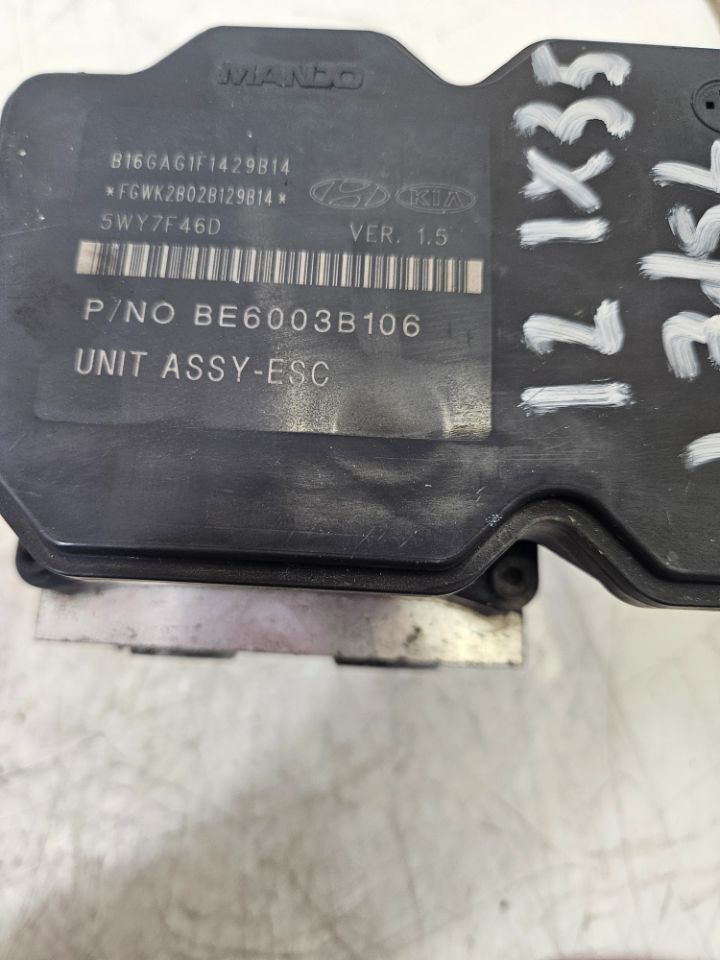 MANDO
B16GAG1F1429B14
*FGWK2B02B129B14*
KIA
5WY7F46D VER. 1.5
P/NO BE6003B106
UNIT ASSY-ESC
12 IX35